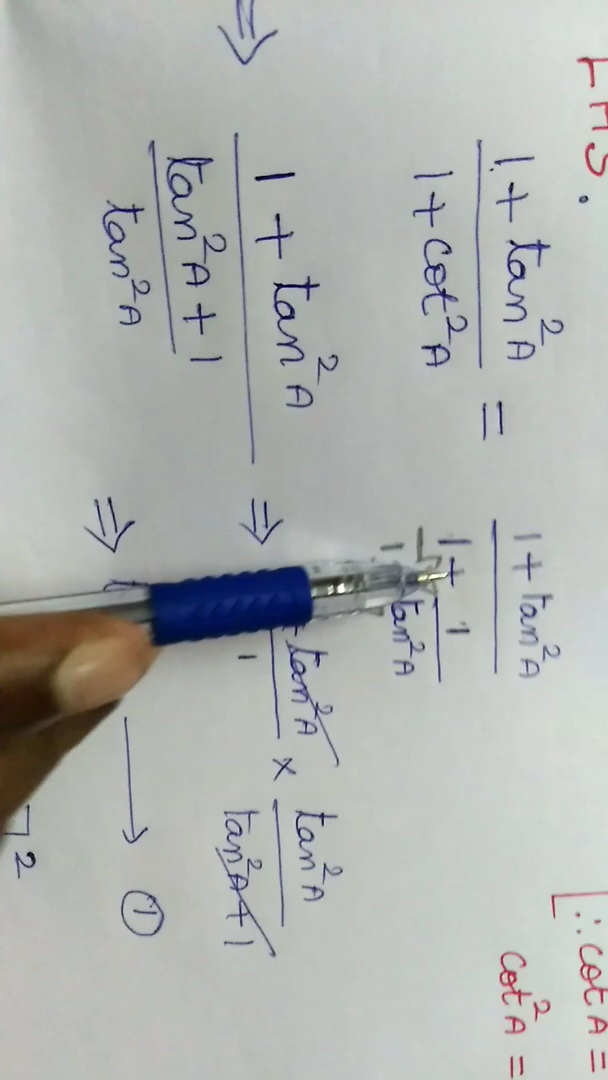 LHS.
[∴ cot A =
cot²A =
(1 + tan²A)/(1 + cot²A) = (1 + tan²A)/(1 + 1/tan²A)
⇒ (1 + tan²A)/((tan²A + 1)/tan²A) ⇒ tan²A/1 × tan²A/(tan²A + 1)
⇒ → ①
]²